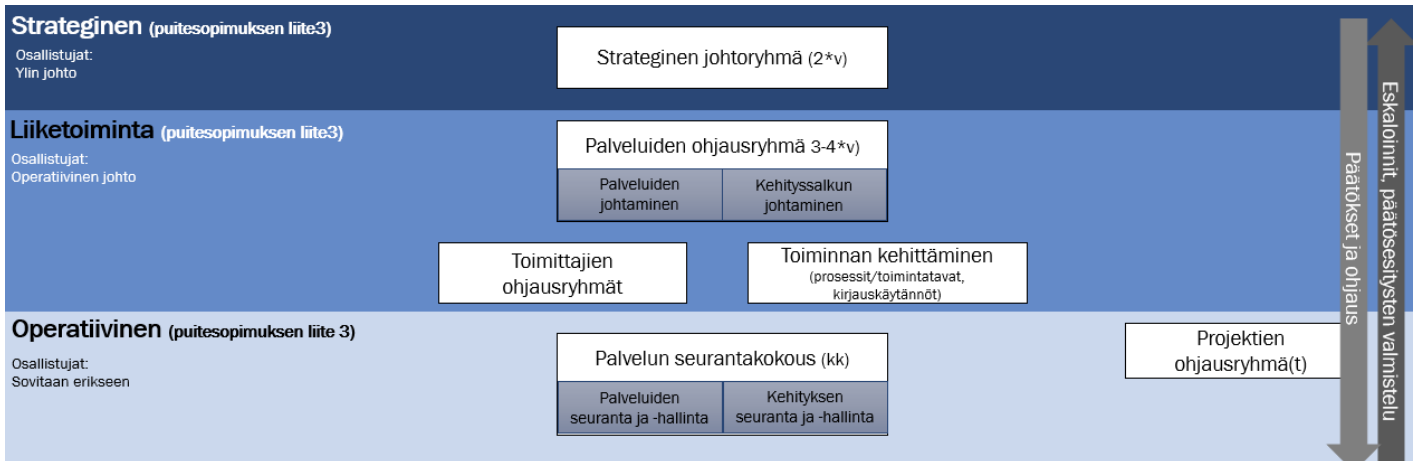 Strateginen (puitesopimuksen liite3)
Osallistujat:
Ylin johto
Strateginen johtoryhmä (2*v)
Liiketoiminta (puitesopimuksen liite3)
Osallistujat:
Operatiivinen johto
Palveluiden ohjausryhmä 3-4*v)
Palveluiden
johtaminen
Kehityssalkun
johtaminen
Toimittajien
ohjausryhmät
Toiminnan kehittäminen
(prosessit/toimintatavat,
kirjauskäytännöt)
Operatiivinen (puitesopimuksen liite 3)
Osallistujat:
Sovitaan erikseen
Palvelun seurantakokous (kk)
Palveluiden
seuranta ja -hallinta
Kehityksen
seuranta ja -hallinta
Projektien
ohjausryhmä(t)
Päätökset ja ohjaus
Eskaloinnit, päätösesitysten valmistelu